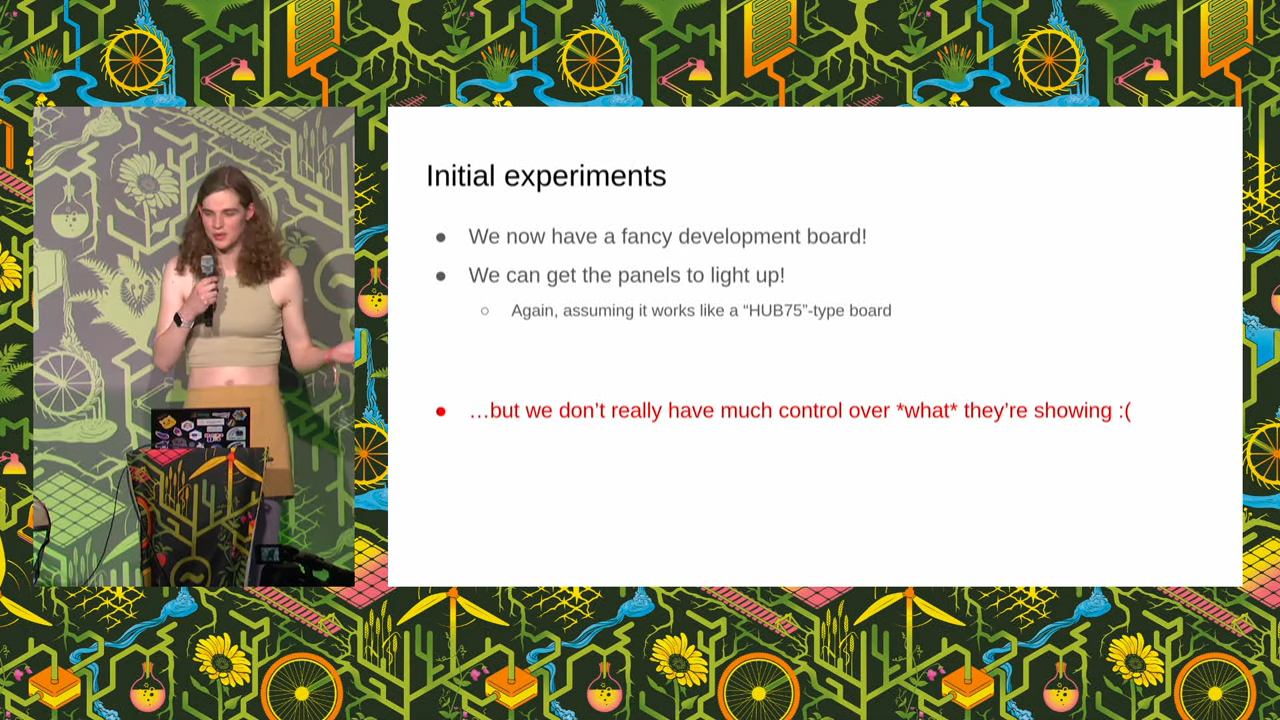 Initial experiments
● We now have a fancy development board!
● We can get the panels to light up!
○ Again, assuming it works like a “HUB75”-type board
● …but we don’t really have much control over *what* they’re showing :(